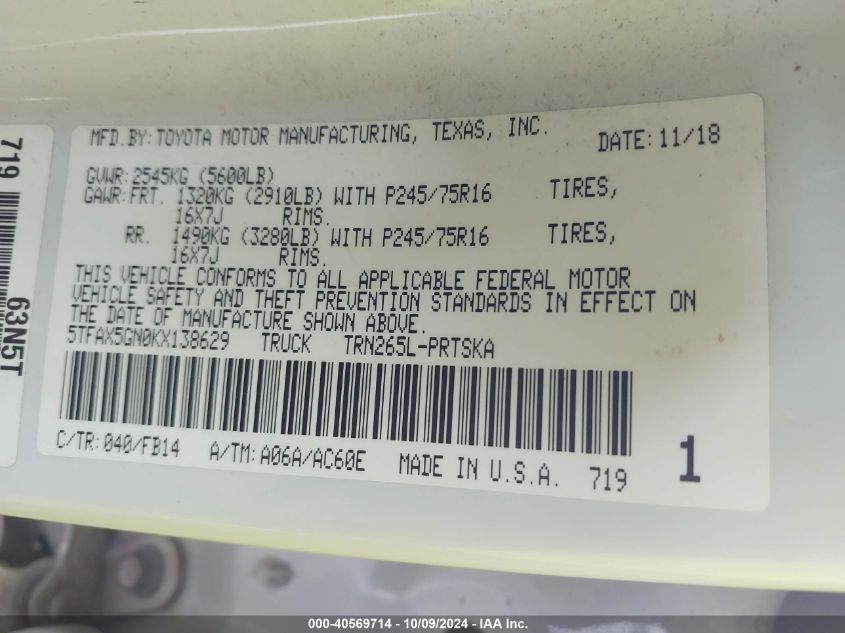 MFD.BY:TOYOTA MOTOR MANUFACTURING, TEXAS, INC. DATE:11/18
GVWR:2545KG (5600LB)
GAWR:FRT. 1320KG (2910LB) WITH P245/75R16 TIRES,
16X7J RIMS.
RR. 1490KG (3280LB) WITH P245/75R16 TIRES,
16X7J RIMS.
THIS VEHICLE CONFORMS TO ALL APPLICABLE FEDERAL MOTOR
VEHICLE SAFETY AND THEFT PREVENTION STANDARDS IN EFFECT ON
THE DATE OF MANUFACTURE SHOWN ABOVE.
5TFAX5GN0KX138629 TRUCK TRN265L-PRTSKA
C/TR:040/FB14 A/TM:A06A/AC60E MADE IN U.S.A. 719 1
719
63N5T
000-40569714 - 10/09/2024 - IAA Inc.